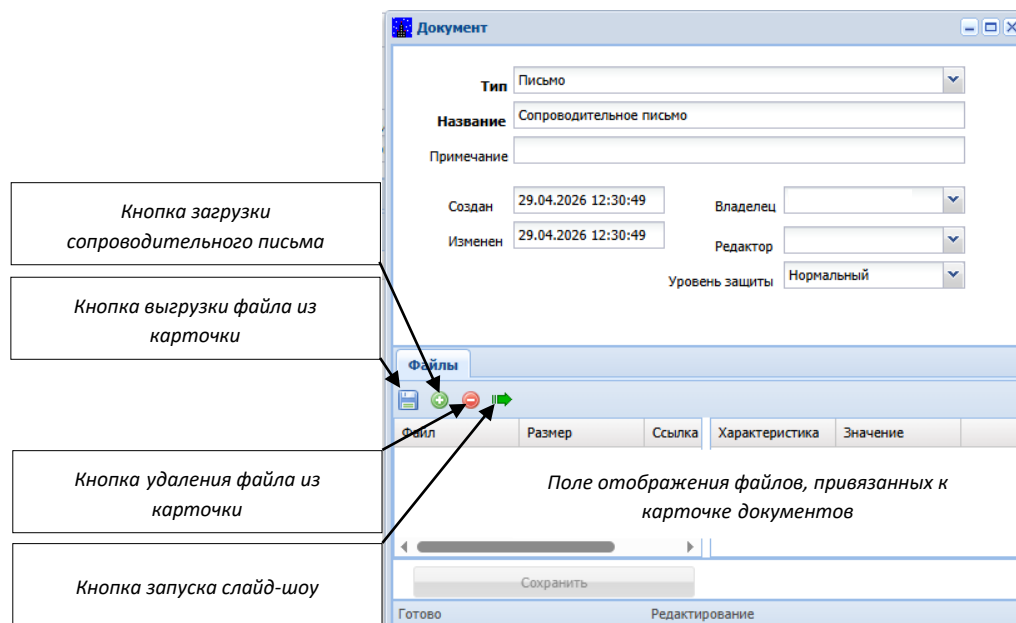 Документ
Тип
Письмо
Название
Сопроводительное письмо
Примечание
Создан
29.04.2026 12:30:49
Владелец
Изменен
29.04.2026 12:30:49
Редактор
Уровень защиты
Нормальный
Кнопка загрузки
сопроводительного письма
Кнопка выгрузки файла из
карточки
Кнопка удаления файла из
карточки
Кнопка запуска слайд-шоу
Файлы
Файл
Размер
Ссылка
Характеристика
Значение
Поле отображения файлов, привязанных к
карточке документов
Сохранить
Готово
Редактирование